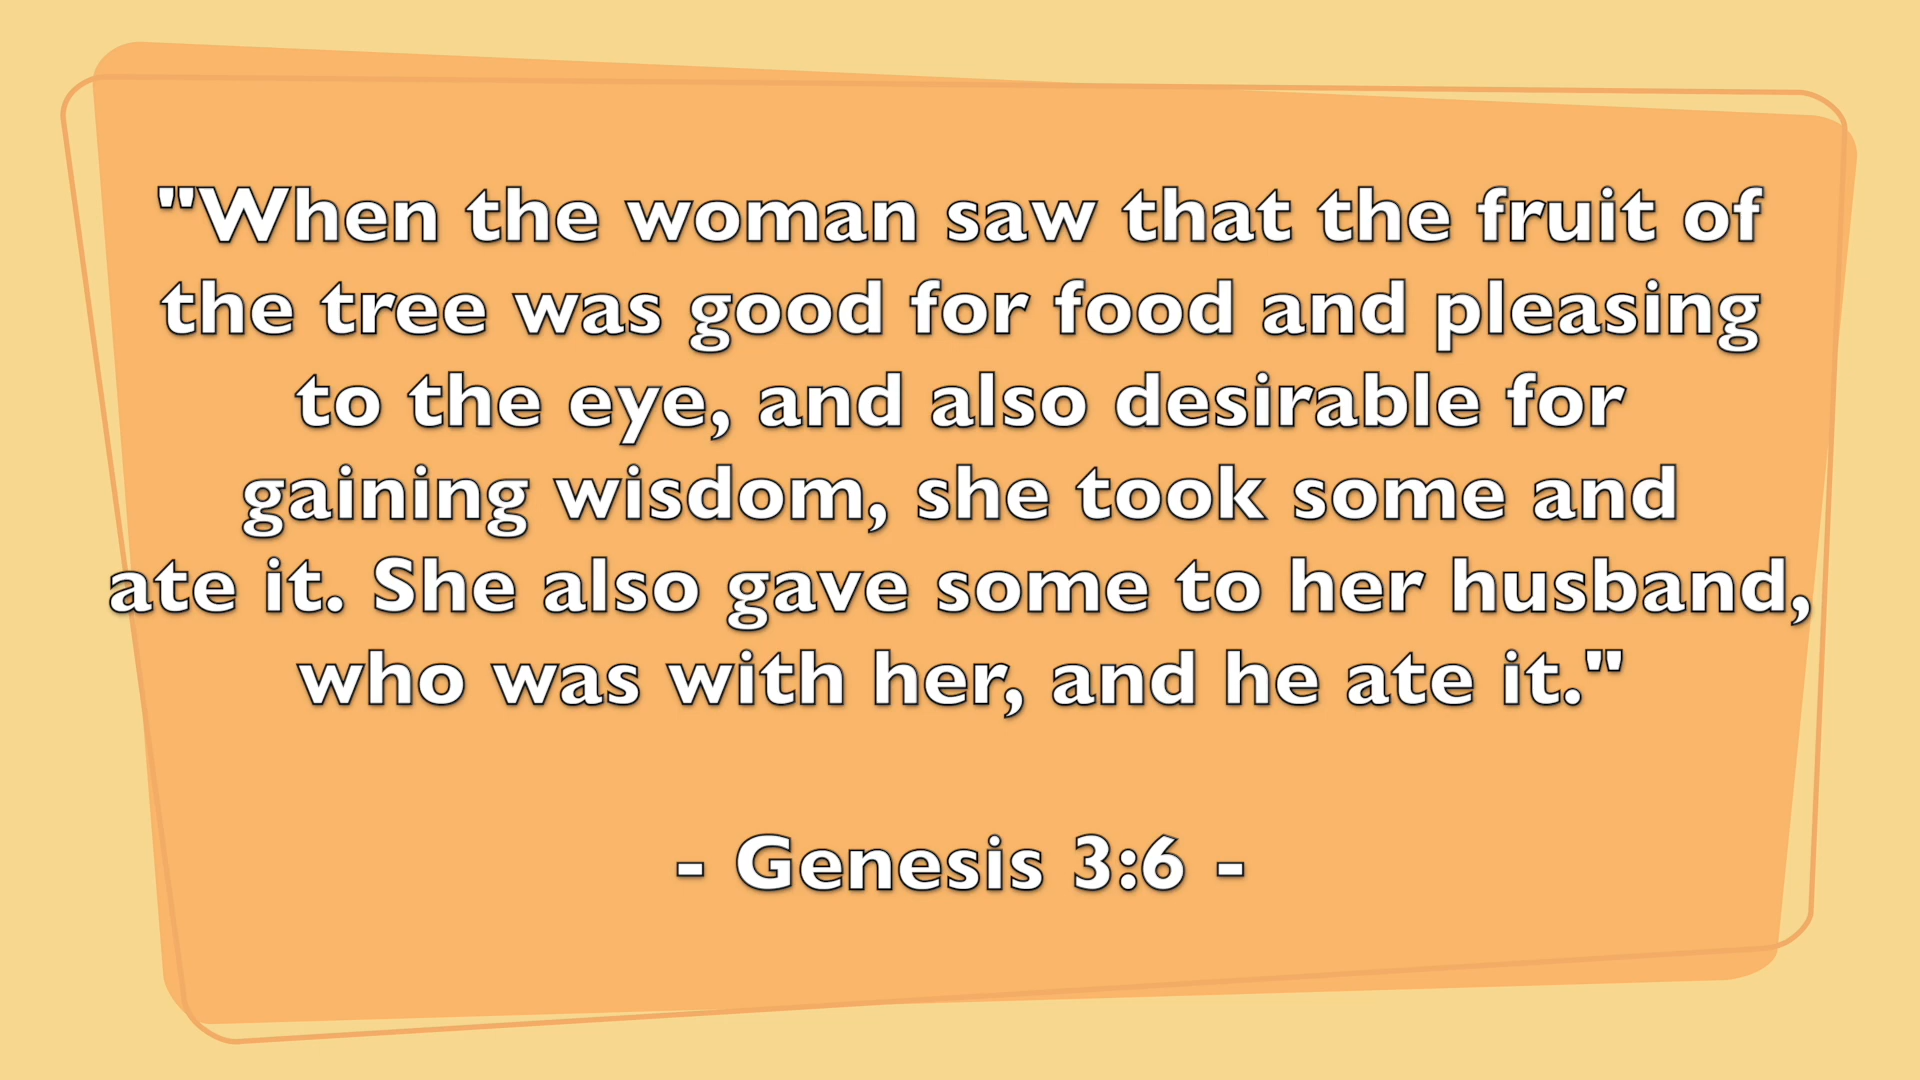 "When the woman saw that the fruit of
the tree was good for food and pleasing
to the eye, and also desirable for
gaining wisdom, she took some and
ate it. She also gave some to her husband,
who was with her, and he ate it."
- Genesis 3:6 -